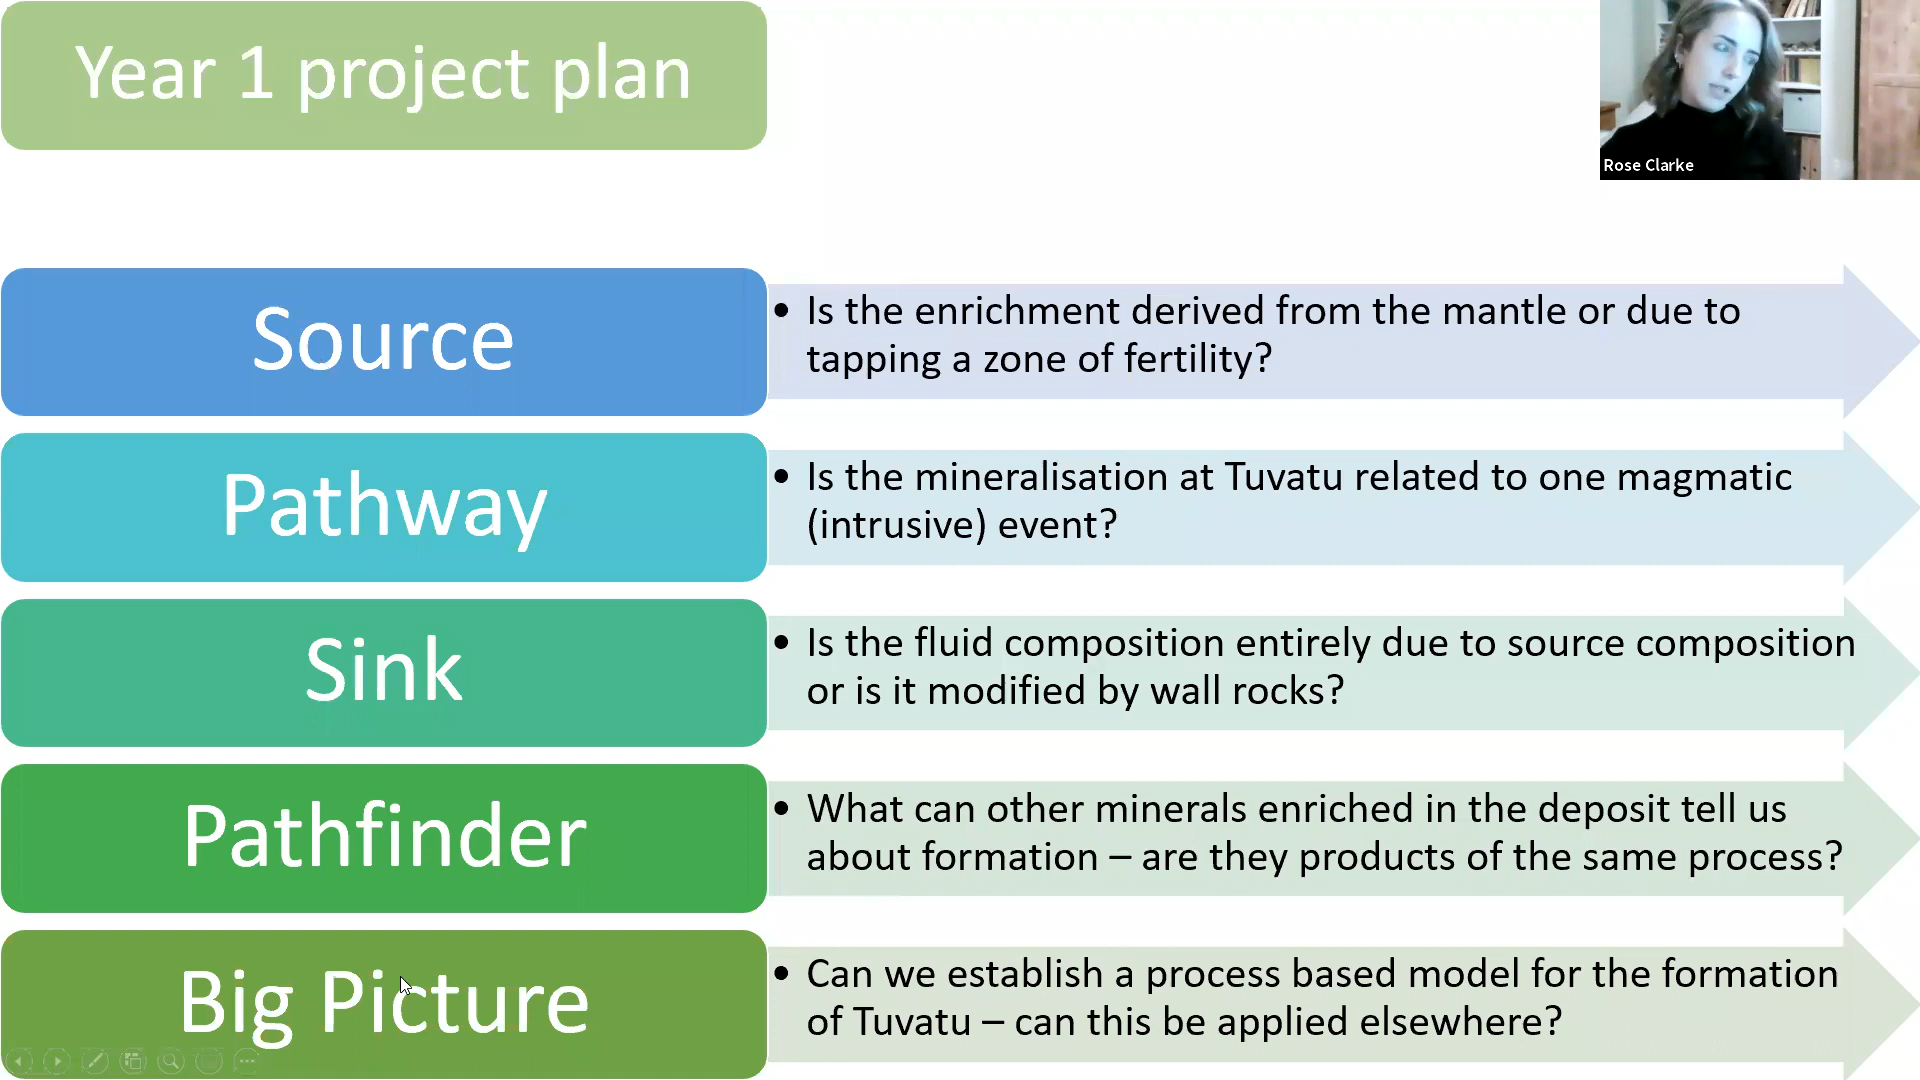 Year 1 project plan
Rose Clarke
Source
• Is the enrichment derived from the mantle or due to
tapping a zone of fertility?
Pathway
• Is the mineralisation at Tuvatu related to one magmatic
(intrusive) event?
Sink
• Is the fluid composition entirely due to source composition
or is it modified by wall rocks?
Pathfinder
• What can other minerals enriched in the deposit tell us
about formation – are they products of the same process?
Big Picture
• Can we establish a process based model for the formation
of Tuvatu – can this be applied elsewhere?